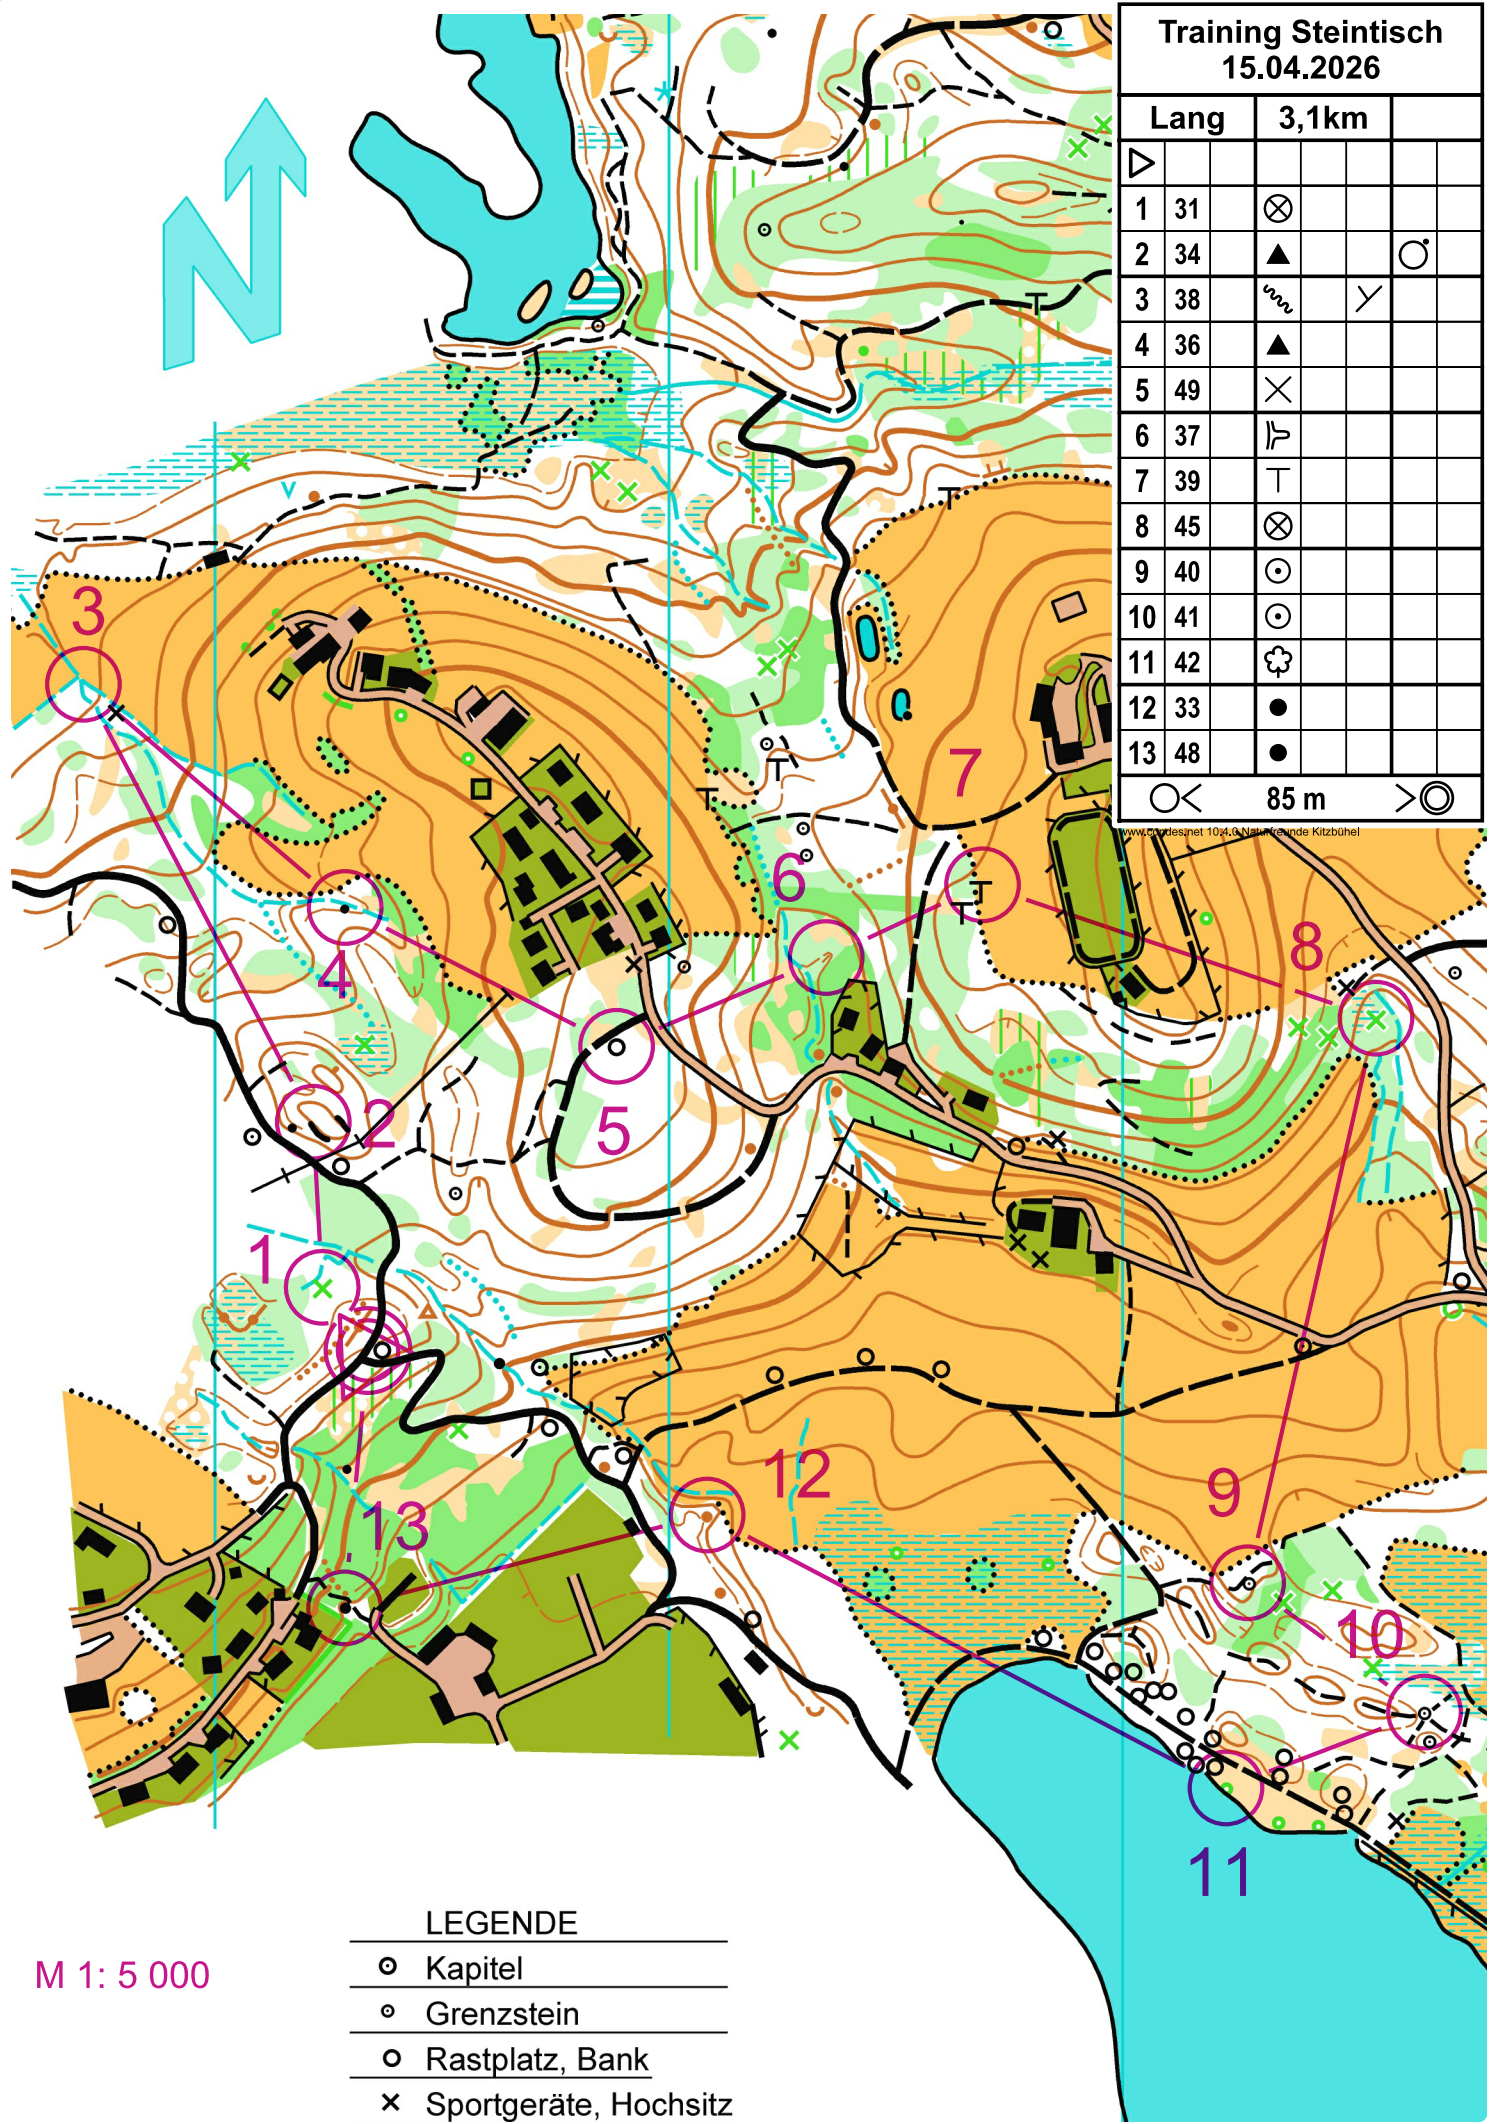 Training Steintisch
15.04.2026
Lang 3,1km
1 31
2 34
3 38
4 36
5 49
6 37
7 39
8 45
9 40
10 41
11 42
12 33
13 48
85 m
www.condes.net 10.4.0 Naturfreunde Kitzbühel
N
3
7
6
8
4
2
5
1
12
9
13
10
11
M 1: 5 000
LEGENDE
Kapitel
Grenzstein
Rastplatz, Bank
Sportgeräte, Hochsitz